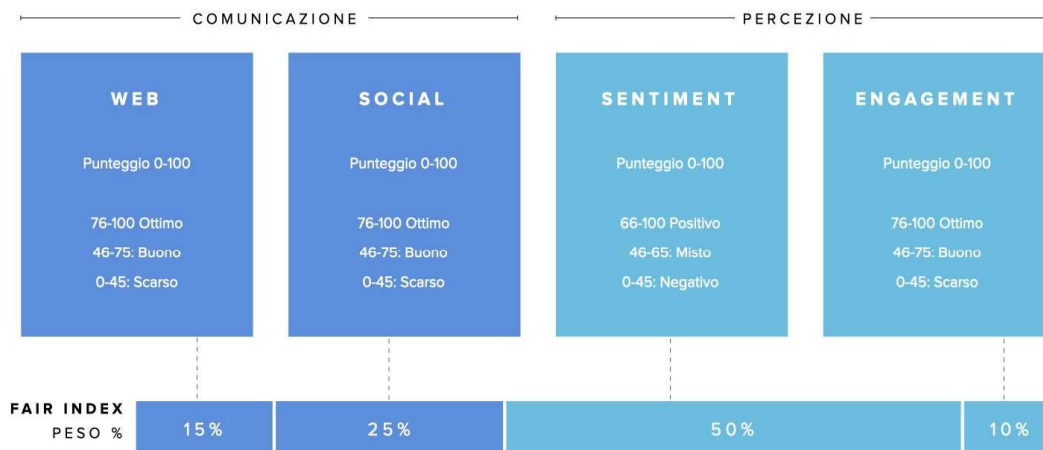 COMUNICAZIONE
PERCEZIONE
WEB
Punteggio 0-100
76-100 Ottimo
46-75: Buono
0-45: Scarso
SOCIAL
Punteggio 0-100
76-100 Ottimo
46-75: Buono
0-45: Scarso
SENTIMENT
Punteggio 0-100
66-100 Positivo
46-65: Misto
0-45: Negativo
ENGAGEMENT
Punteggio 0-100
76-100 Ottimo
46-75: Buono
0-45: Scarso
FAIR INDEX
PESO %
15%
25%
50%
10%